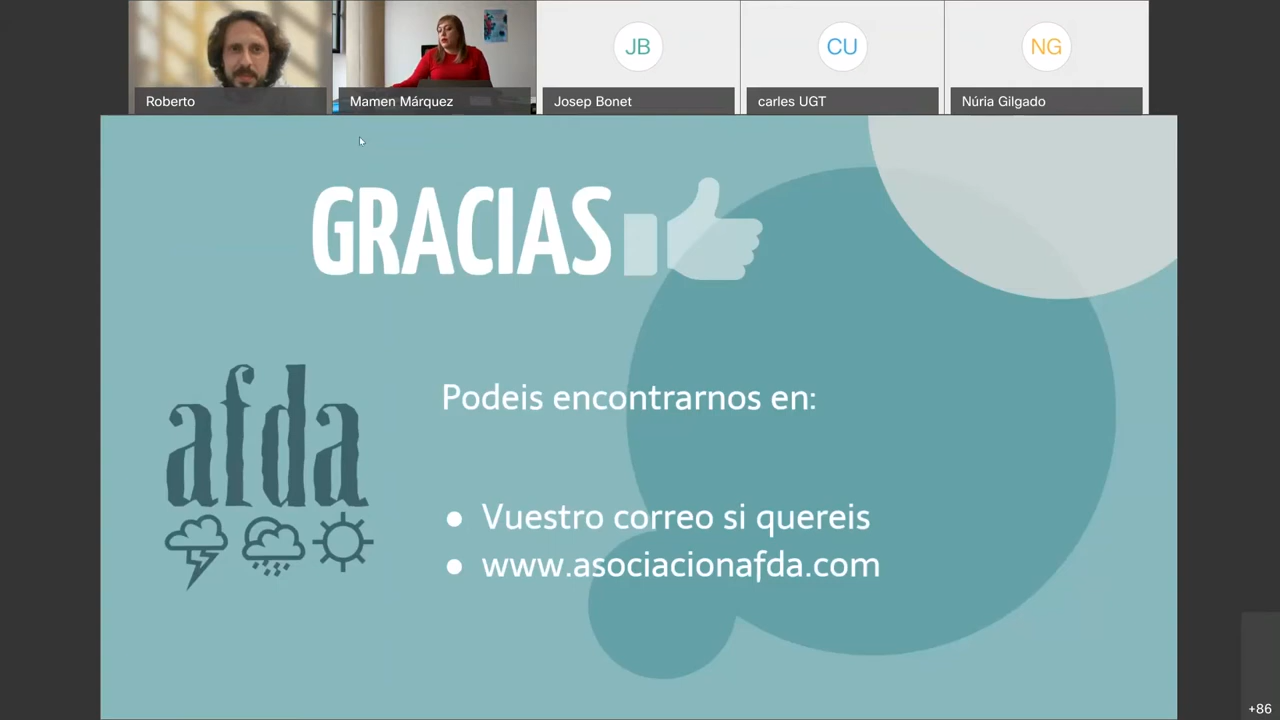 JB
CU
NG
Roberto
Mamen Márquez
Josep Bonet
carles UGT
Núria Gilgado
GRACIAS
afda
Podeis encontrarnos en:
● Vuestro correo si quereis
● www.asociacionafda.com
+86